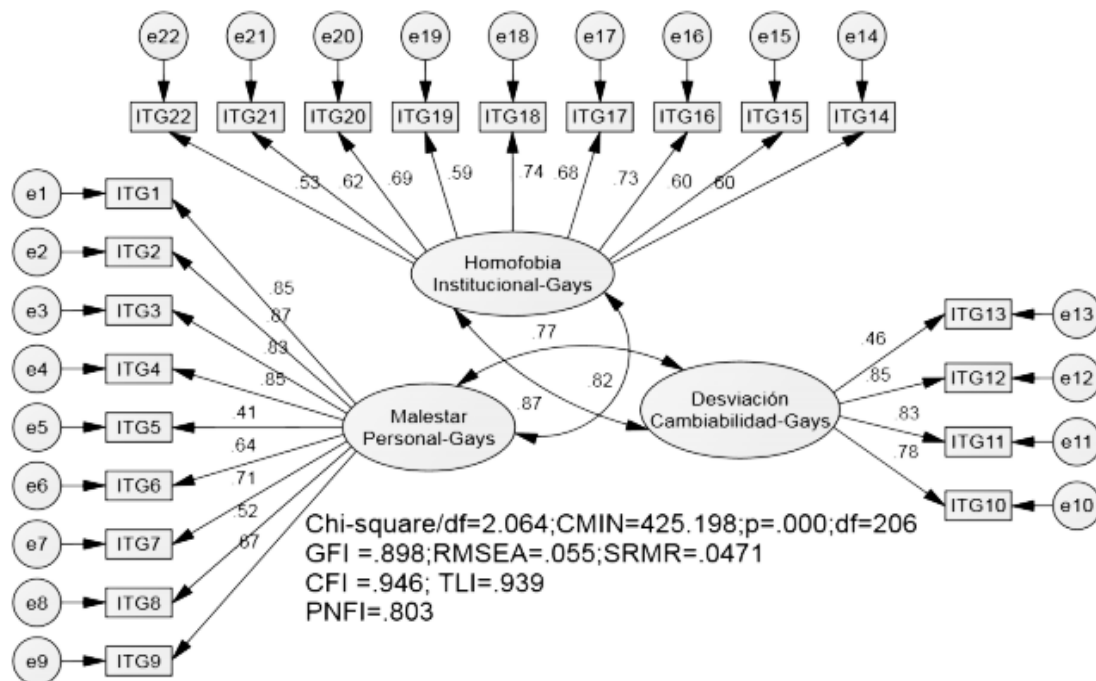 e22
e21
e20
e19
e18
e17
e16
e15
e14
ITG22
ITG21
ITG20
ITG19
ITG18
ITG17
ITG16
ITG15
ITG14
.53
.62
.69
.59
.74
.68
.73
.60
.60
e1
ITG1
e2
ITG2
e3
ITG3
e4
ITG4
e5
ITG5
e6
ITG6
e7
ITG7
e8
ITG8
e9
ITG9
.85
.87
.83
.85
.41
.64
.71
.52
.67
Homofobia
Institucional-Gays
Malestar
Personal-Gays
Desviación
Cambiabilidad-Gays
.77
.82
.87
.46
.85
.83
.78
ITG13
e13
ITG12
e12
ITG11
e11
ITG10
e10
Chi-square/df=2.064;CMIN=425.198;p=.000;df=206
GFI =.898;RMSEA=.055;SRMR=.0471
CFI =.946; TLI=.939
PNFI=.803